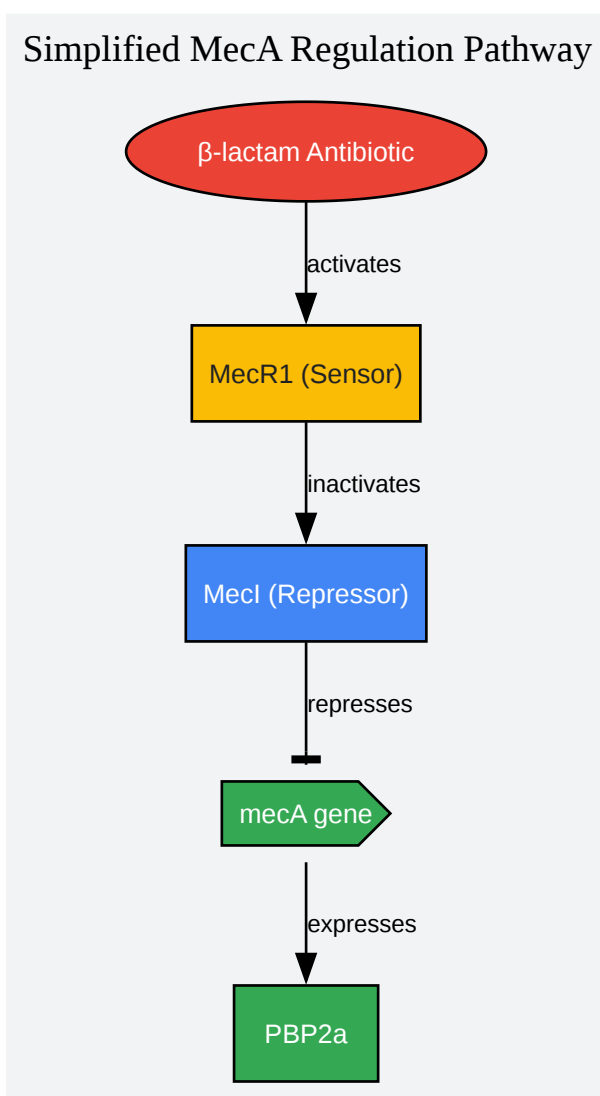 Simplified MecA Regulation Pathway
β-lactam Antibiotic
activates
MecR1 (Sensor)
inactivates
MecI (Repressor)
represses
mecA gene
expresses
PBP2a